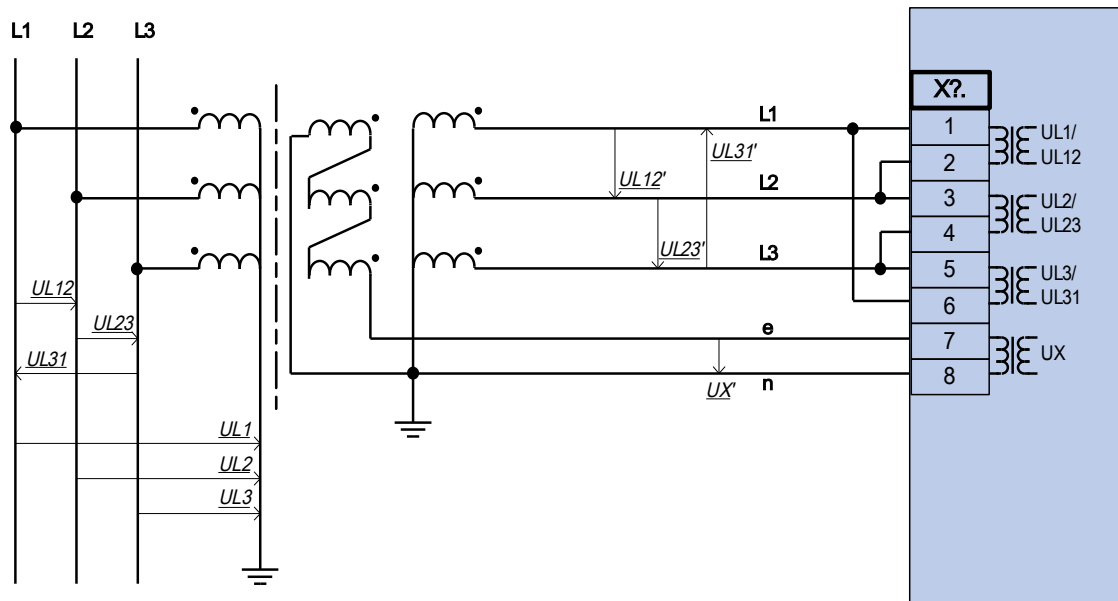 L1 L2 L3
X?.
L1
1
UL1/
UL31'
2
UL12
UL12'
L2
3
UL2/
UL23
4
UL23'
L3
5
UL3/
UL31
6
UL12
UL23
e
7
UX
UL31
8
UX'
n
UL1
UL2
UL3